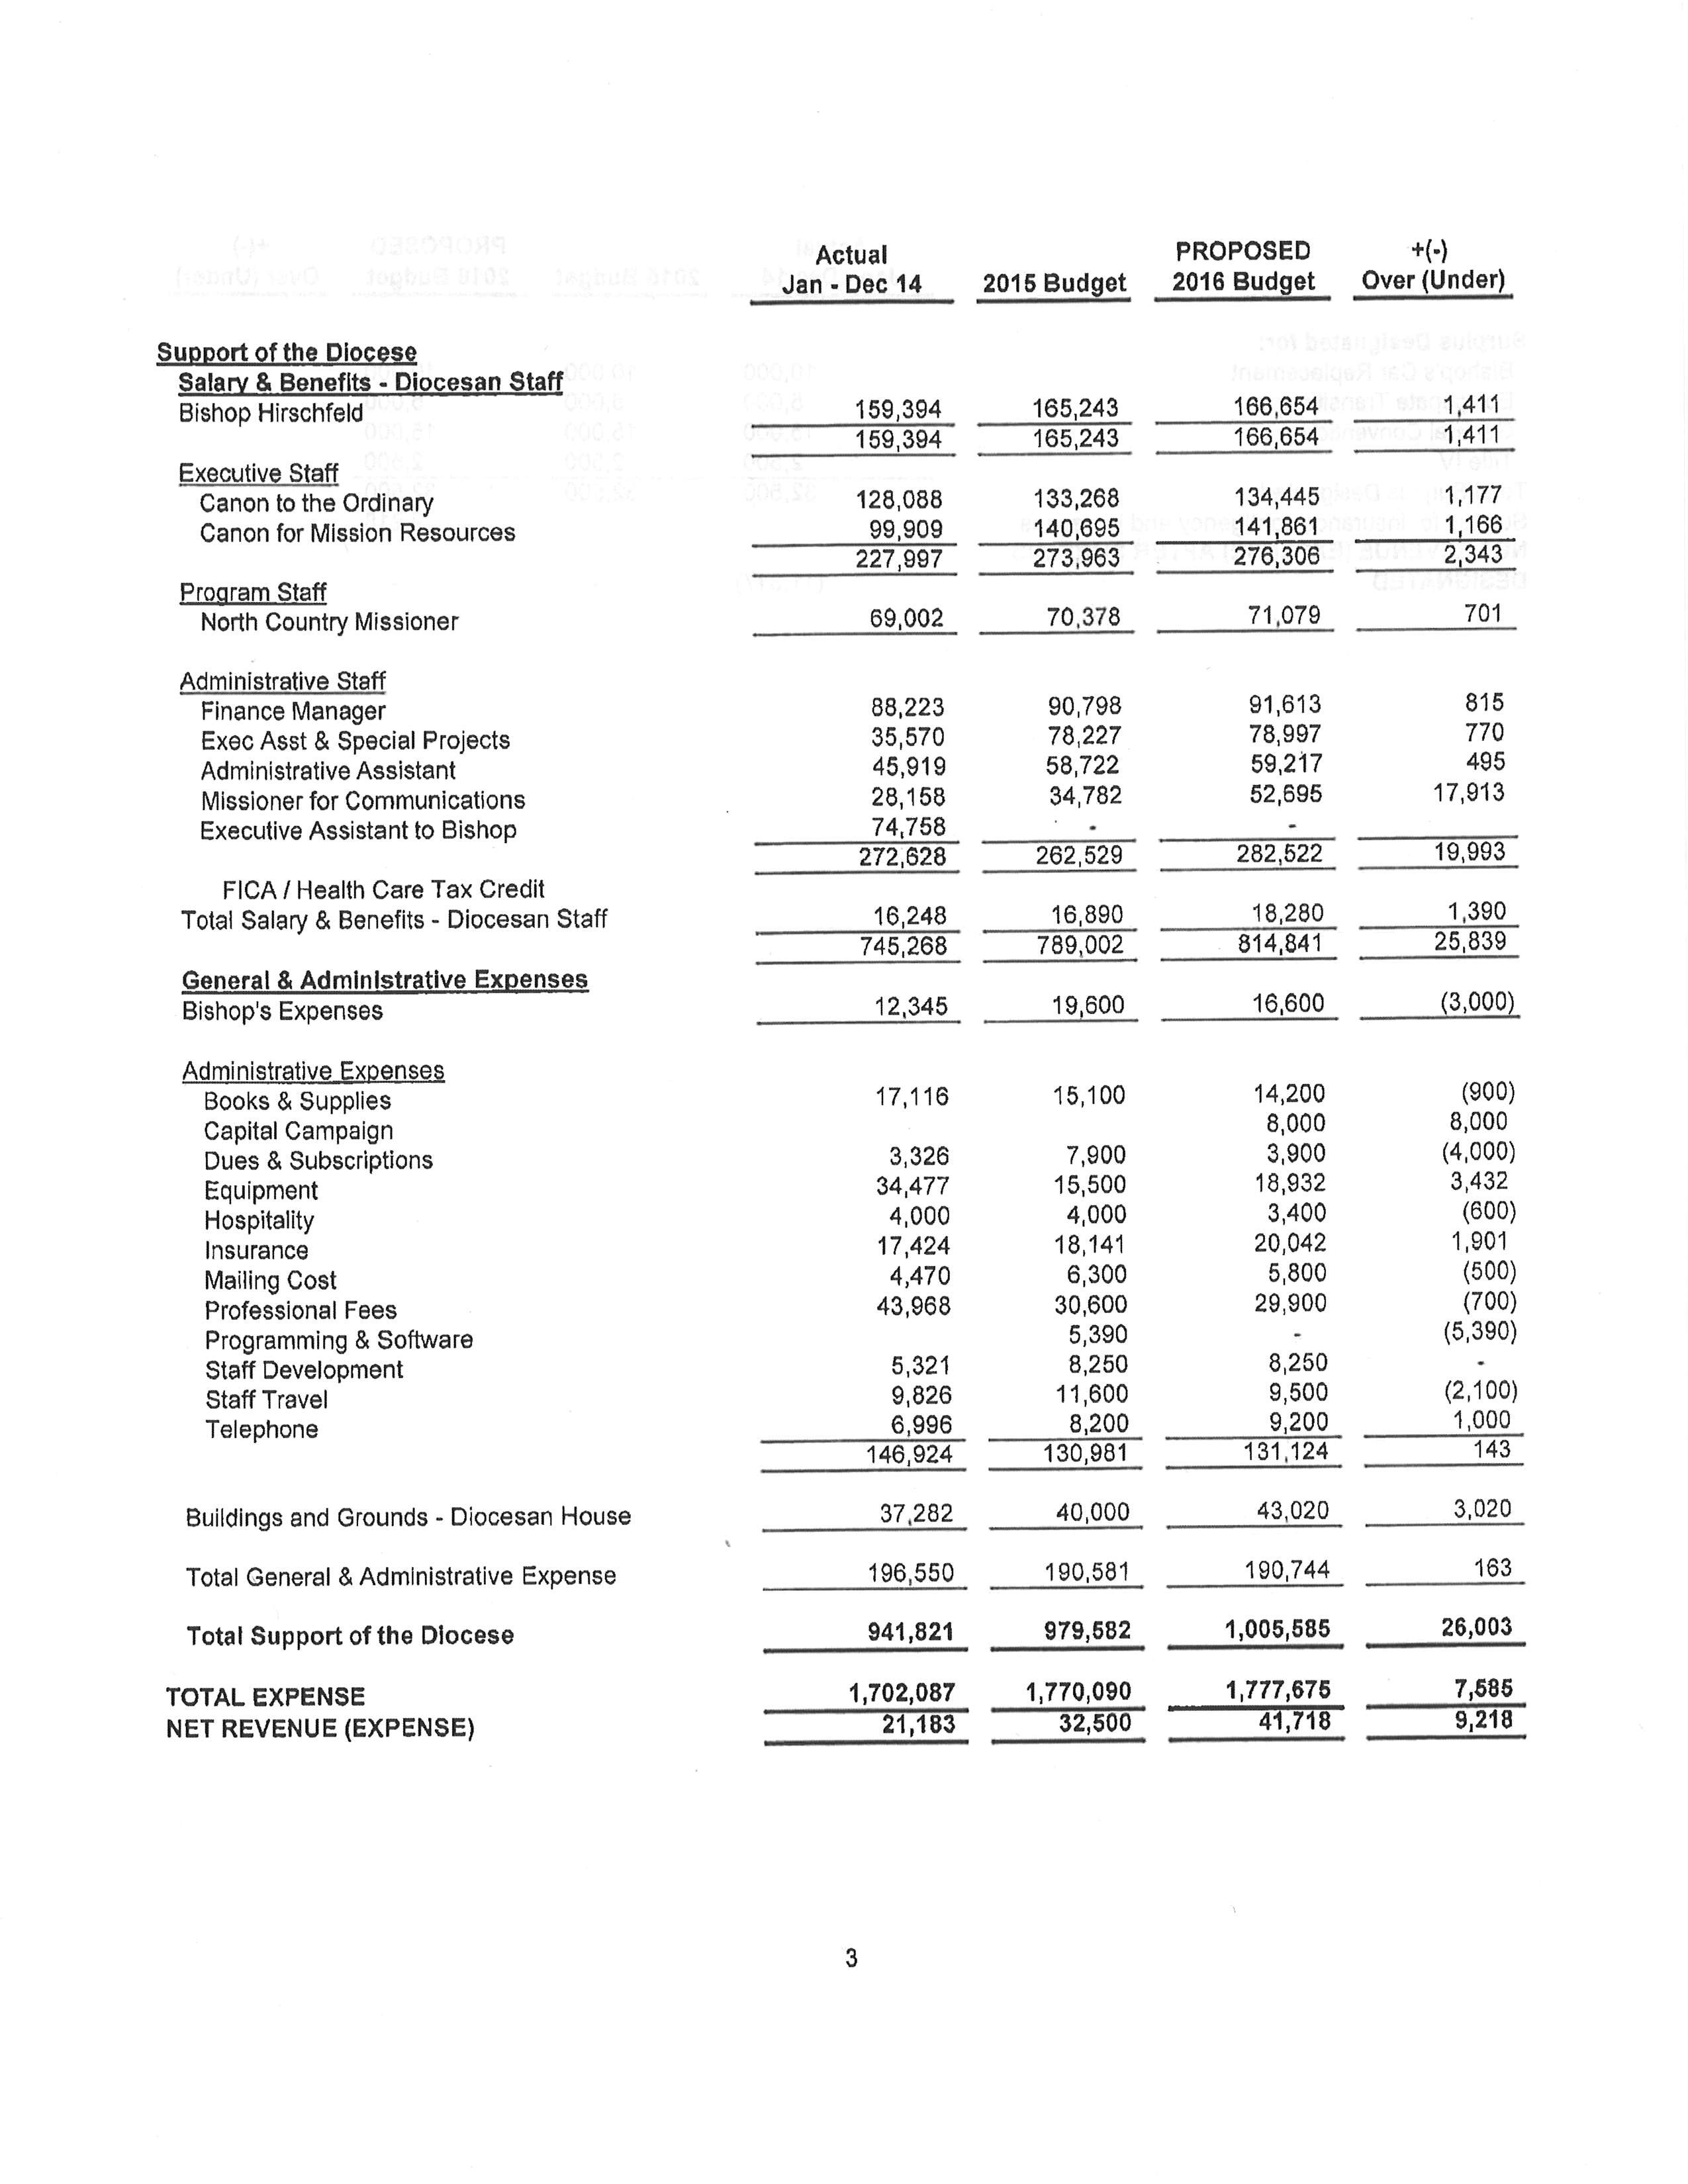 Actual PROPOSED +(-)
Jan - Dec 14 2015 Budget 2016 Budget Over (Under)
Support of the Diocese
Salary & Benefits - Diocesan Staff
Bishop Hirschfeld 159,394 165,243 166,654 1,411
159,394 165,243 166,654 1,411
Executive Staff
Canon to the Ordinary 128,088 133,268 134,445 1,177
Canon for Mission Resources 99,909 140,695 141,861 1,166
227,997 273,963 276,306 2,343
Program Staff
North Country Missioner 69,002 70,378 71,079 701
Administrative Staff
Finance Manager 88,223 90,798 91,613 815
Exec Asst & Special Projects 35,570 78,227 78,997 770
Administrative Assistant 45,919 58,722 59,217 495
Missioner for Communications 28,158 34,782 52,695 17,913
Executive Assistant to Bishop 74,758 - -
272,628 262,529 282,522 19,993
FICA / Health Care Tax Credit
Total Salary & Benefits - Diocesan Staff 16,248 16,890 18,280 1,390
745,268 789,002 814,841 25,839
General & Administrative Expenses
Bishop's Expenses 12,345 19,600 16,600 (3,000)
Administrative Expenses
Books & Supplies 17,116 15,100 14,200 (900)
Capital Campaign 8,000 8,000
Dues & Subscriptions 3,326 7,900 3,900 (4,000)
Equipment 34,477 15,500 18,932 3,432
Hospitality 4,000 4,000 3,400 (600)
Insurance 17,424 18,141 20,042 1,901
Mailing Cost 4,470 6,300 5,800 (500)
Professional Fees 43,968 30,600 29,900 (700)
Programming & Software 5,390 - (5,390)
Staff Development 5,321 8,250 8,250 -
Staff Travel 9,826 11,600 9,500 (2,100)
Telephone 6,996 8,200 9,200 1,000
146,924 130,981 131,124 143
Buildings and Grounds - Diocesan House 37,282 40,000 43,020 3,020
Total General & Administrative Expense 196,550 190,581 190,744 163
Total Support of the Diocese 941,821 979,582 1,005,585 26,003
TOTAL EXPENSE 1,702,087 1,770,090 1,777,675 7,585
NET REVENUE (EXPENSE) 21,183 32,500 41,718 9,218
3